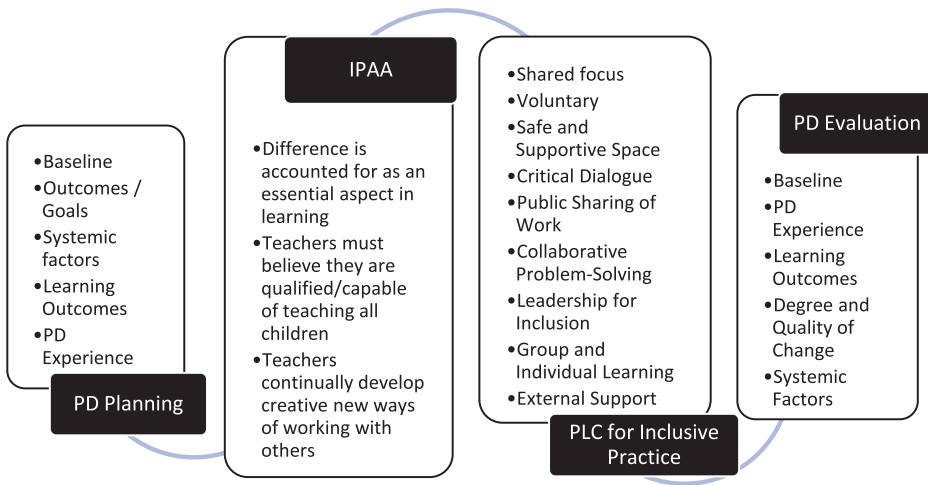 •Baseline
•Outcomes /
Goals
•Systemic
factors
•Learning
Outcomes
•PD
Experience
PD Planning
IPAA
•Difference is
accounted for as an
essential aspect in
learning
•Teachers must
believe they are
qualified/capable
of teaching all
children
•Teachers
continually develop
creative new ways
of working with
others
•Shared focus
•Voluntary
•Safe and
Supportive Space
•Critical Dialogue
•Public Sharing of
Work
•Collaborative
Problem-Solving
•Leadership for
Inclusion
•Group and
Individual Learning
•External Support
PLC for Inclusive
Practice
PD Evaluation
•Baseline
•PD
Experience
•Learning
Outcomes
•Degree and
Quality of
Change
•Systemic
Factors